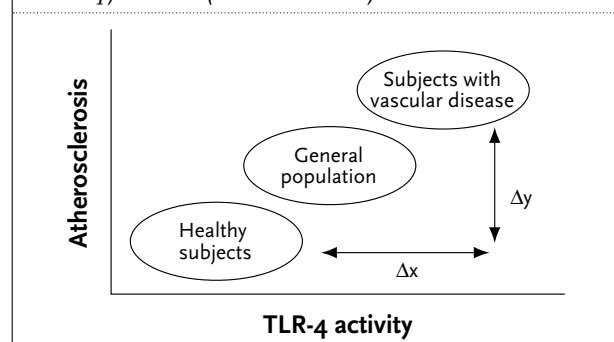 Atherosclerosis
Subjects with
vascular disease
General
population
Healthy
subjects
Δy
Δx
TLR-4 activity